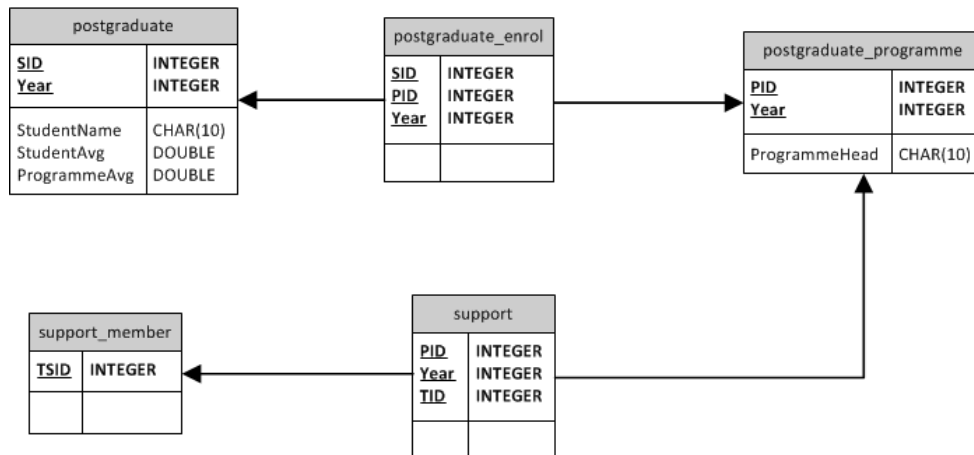 postgraduate
SID INTEGER
Year INTEGER
StudentName CHAR(10)
StudentAvg DOUBLE
ProgrammeAvg DOUBLE
postgraduate_enrol
SID INTEGER
PID INTEGER
Year INTEGER
postgraduate_programme
PID INTEGER
Year INTEGER
ProgrammeHead CHAR(10)
support_member
TSID INTEGER
support
PID INTEGER
Year INTEGER
TID INTEGER